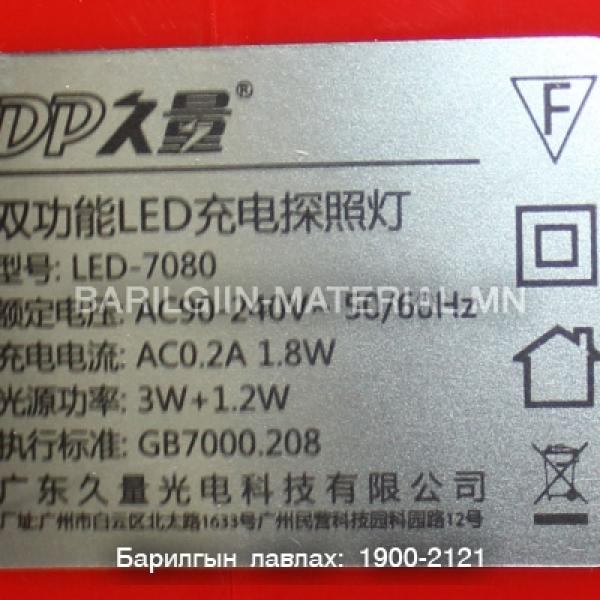 DP久量®
F
双功能LED充电探照灯
型号: LED-7080
额定电压: AC90-240V~ 50/60Hz
BARILGIIN-MATERIAL.MN
充电电流: AC0.2A 1.8W
光源功率: 3W+1.2W
执行标准: GB7000.208
广东久量光电科技有限公司
厂址:广州市白云区北太路1633号广州民营科技园科园路12号
Барилгын лавлах: 1900-2121